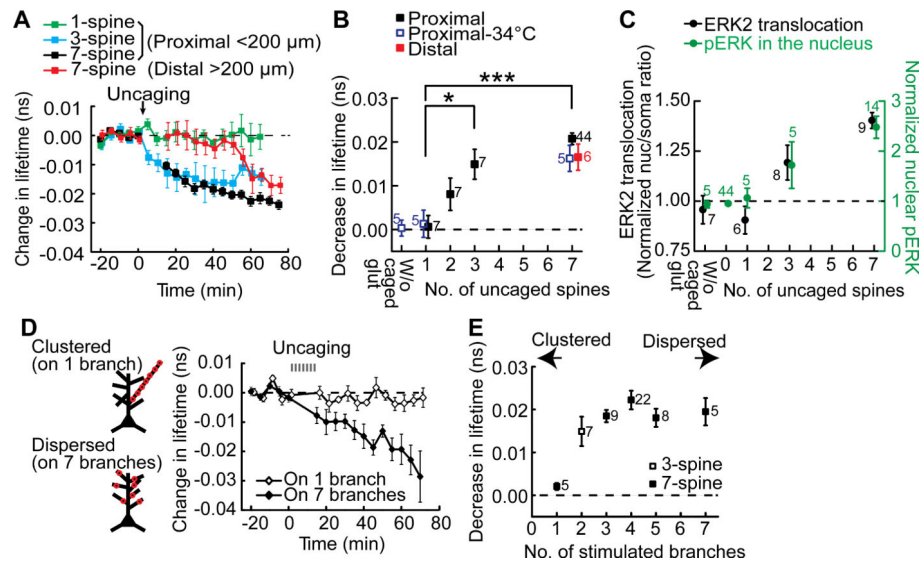 A
1-spine
3-spine
7-spine
(Proximal <200 µm)
7-spine (Distal >200 µm)
Uncaging
0.01
0.00
-0.01
-0.02
-0.03
-0.04
Change in lifetime (ns)
-20 0 20 40 60 80
Time (min)
B
Proximal
Proximal-34°C
Distal
***
*
0.03
0.02
0.01
0.00
Decrease in lifetime (ns)
5
5
7
7
7
44
5
6
W/o caged glut
1 2 3 4 5 6 7
No. of uncaged spines
C
ERK2 translocation
pERK in the nucleus
1.50
1.25
1.00
0.75
ERK2 translocation
(Normalized nuc/soma ratio)
3
2
1
0
Normalized nuclear pERK
5
7
44
5
6
5
8
14
9
W/o caged glut
0 1 2 3 4 5 6 7
No. of uncaged spines
D
Clustered
(on 1 branch)
Dispersed
(on 7 branches)
Uncaging
0.01
0.00
-0.01
-0.02
-0.03
-0.04
Change in lifetime (ns)
On 1 branch
On 7 branches
-20 0 20 40 60 80
Time (min)
E
Clustered
Dispersed
0.03
0.02
0.01
0.00
Decrease in lifetime (ns)
5
7
9
22
8
5
3-spine
7-spine
0 1 2 3 4 5 6 7
No. of stimulated branches